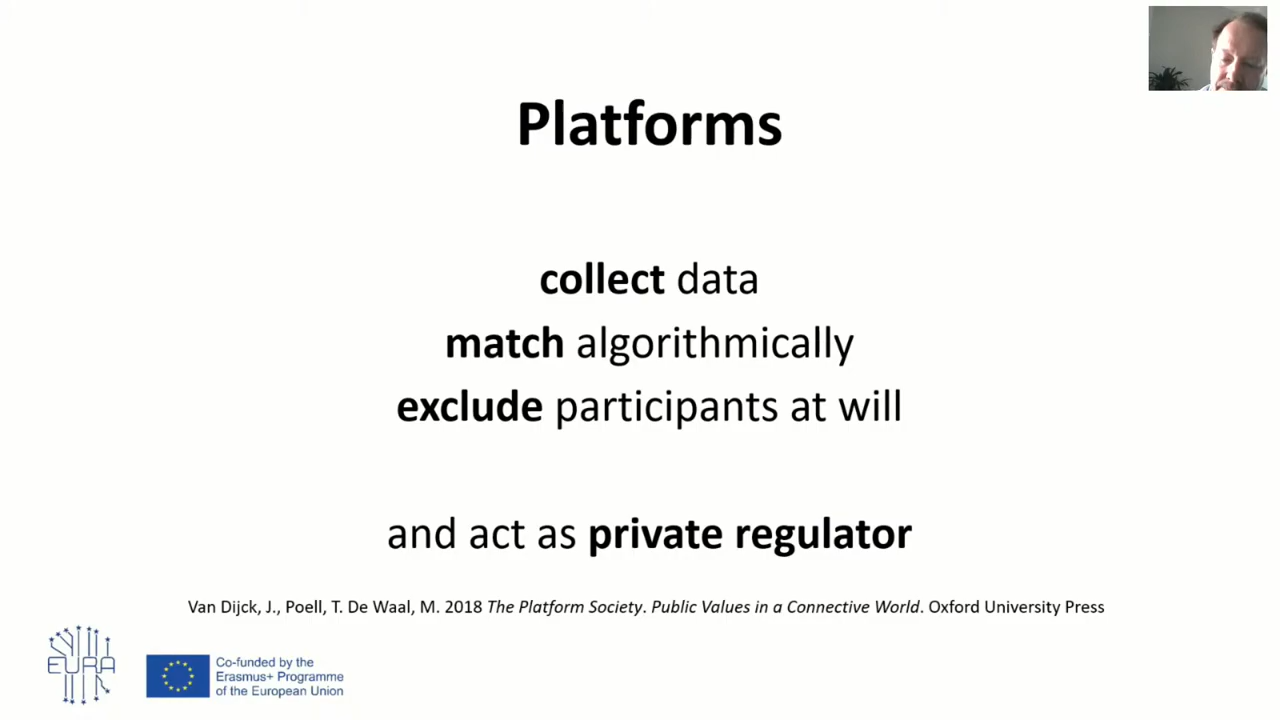 Platforms
collect data
match algorithmically
exclude participants at will
and act as private regulator
Van Dijck, J., Poell, T. De Waal, M. 2018 The Platform Society. Public Values in a Connective World. Oxford University Press
EURA
Co-funded by the
Erasmus+ Programme
of the European Union